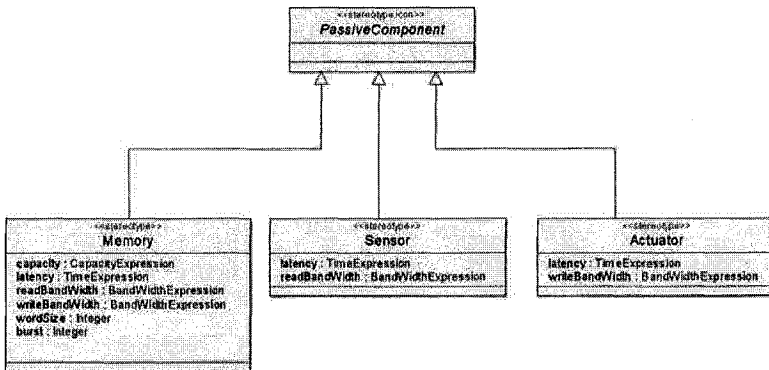 <<stereotype icon>>
PassiveComponent
<<stereotype>>
Memory
capacity : CapacityExpression
latency : TimeExpression
readBandWidth : BandWidthExpression
writeBandWidth : BandWidthExpression
wordSize : Integer
burst : Integer
<<stereotype>>
Sensor
latency : TimeExpression
readBandWidth : BandWidthExpression
<<stereotype>>
Actuator
latency : TimeExpression
writeBandWidth : BandWidthExpression